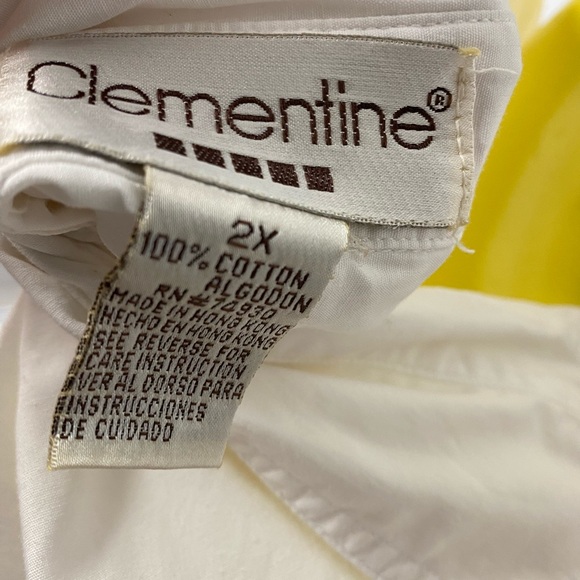 Clementine®
2X
100% COTTON
ALGODON
RN#74930
MADE IN HONG KONG
HECHO EN HONG KONG
SEE REVERSE FOR
CARE INSTRUCTION
VER AL DORSO PARA
INSTRUCCIONES
DE CUIDADO